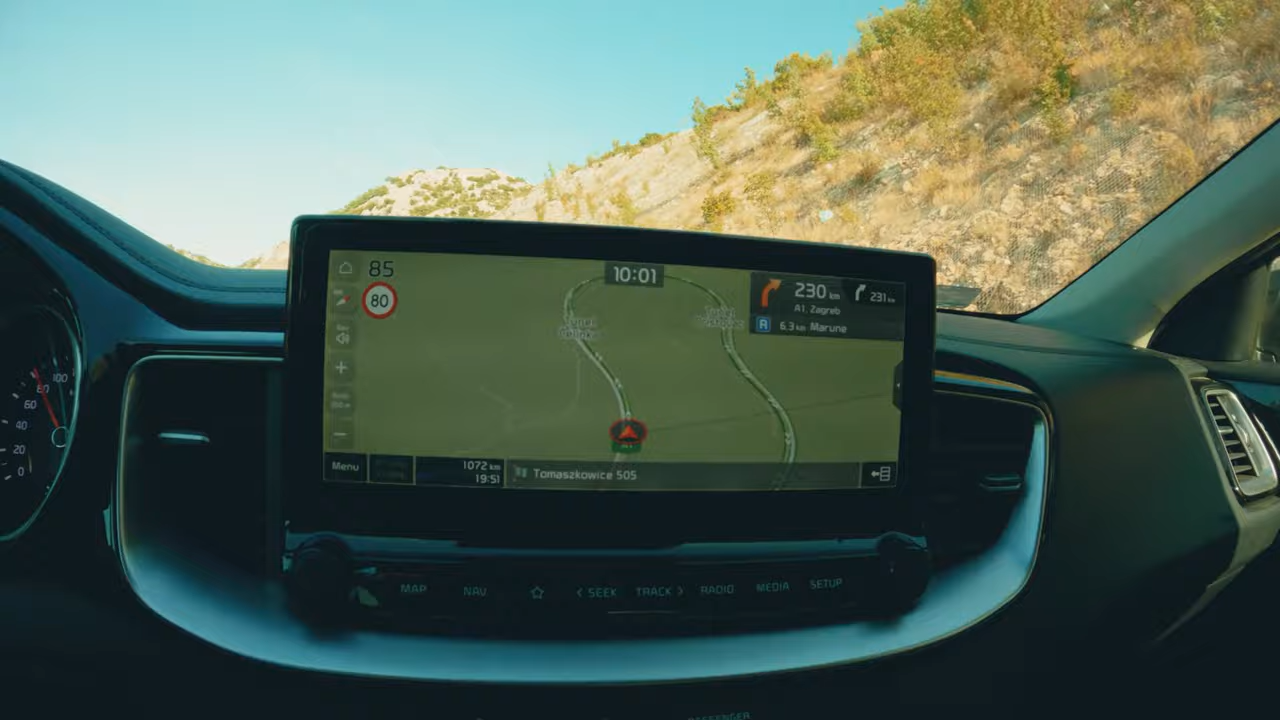 85
80
10:01
230 km
231 km
A1, Zagreb
R 6.3 km Marune
Menu
1072 km
19:51
Tomaszkowice 505
100
80
60
40
20
0
MAP NAV SEEK TRACK RADIO MEDIA SETUP
PASSENGER